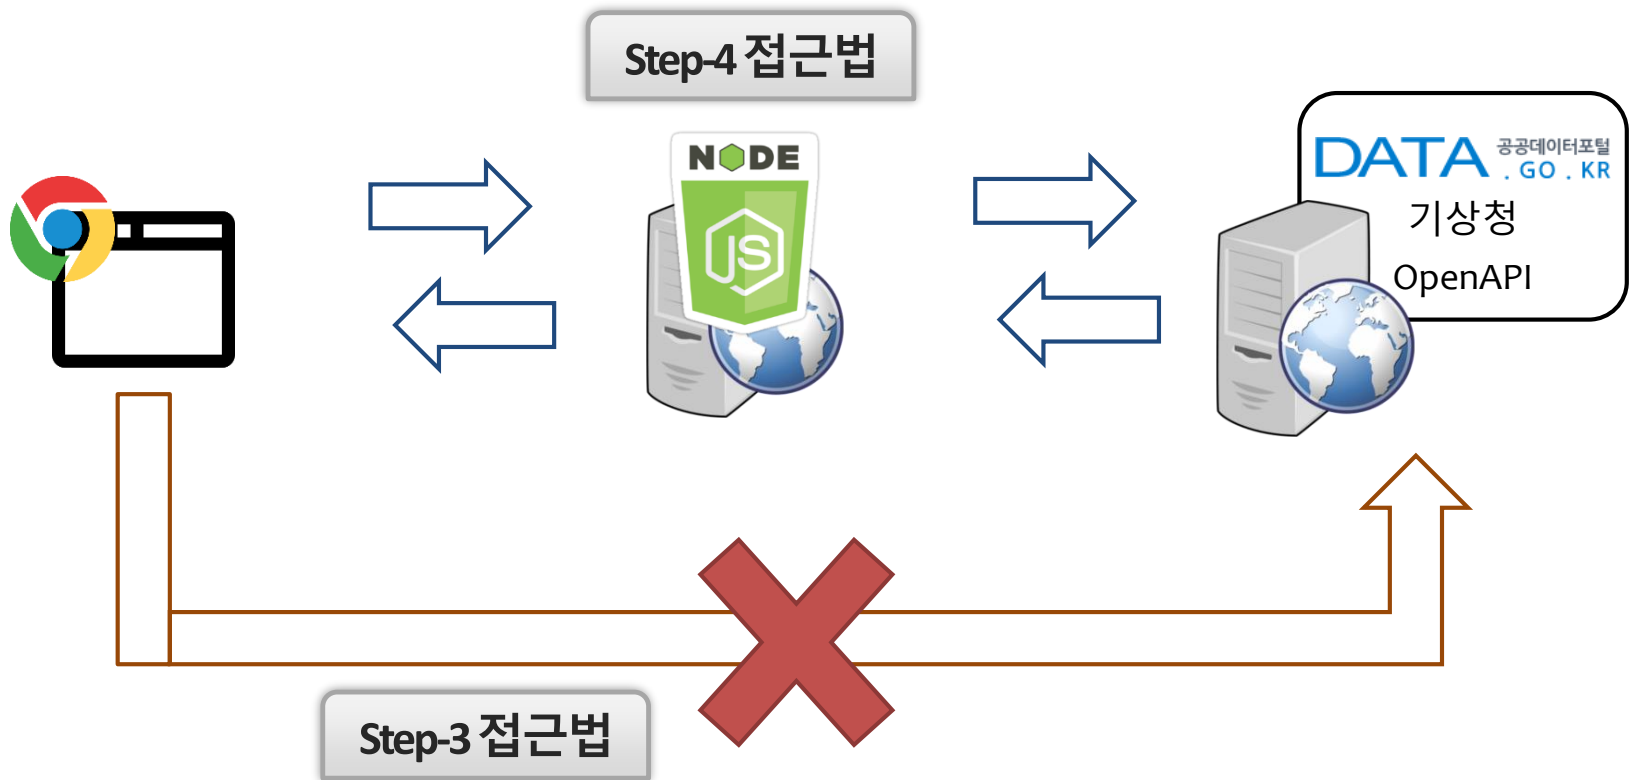 Step-4 접근법
NODE
JS
DATA 공공데이터포털
. GO . KR
기상청
OpenAPI
Step-3 접근법